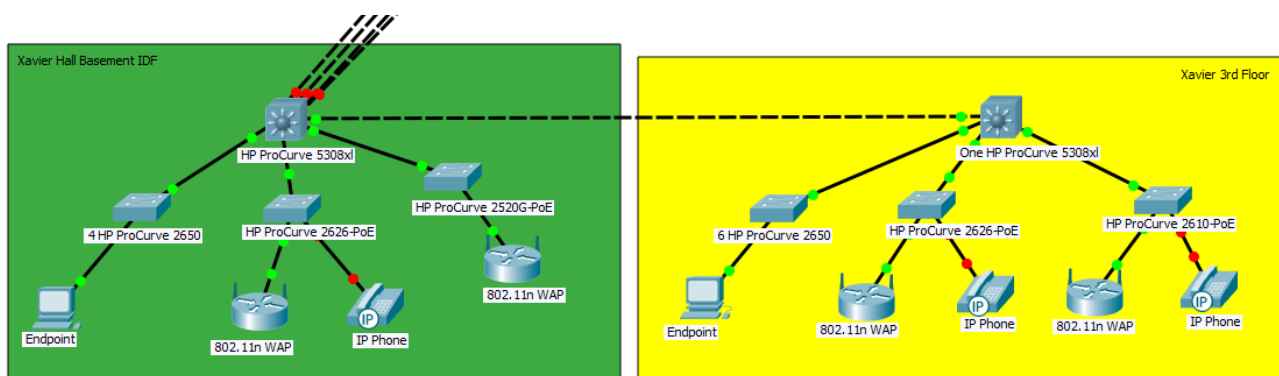 Xavier Hall Basement IDF
HP ProCurve 5308xl
HP ProCurve 2520G-PoE
4 HP ProCurve 2650
HP ProCurve 2626-PoE
802.11n WAP
Endpoint
802.11n WAP
IP
IP Phone
Xavier 3rd Floor
One HP ProCurve 5308xl
6 HP ProCurve 2650
HP ProCurve 2626-PoE
HP ProCurve 2610-PoE
Endpoint
802.11n WAP
IP
IP Phone
802.11n WAP
IP
IP Phone